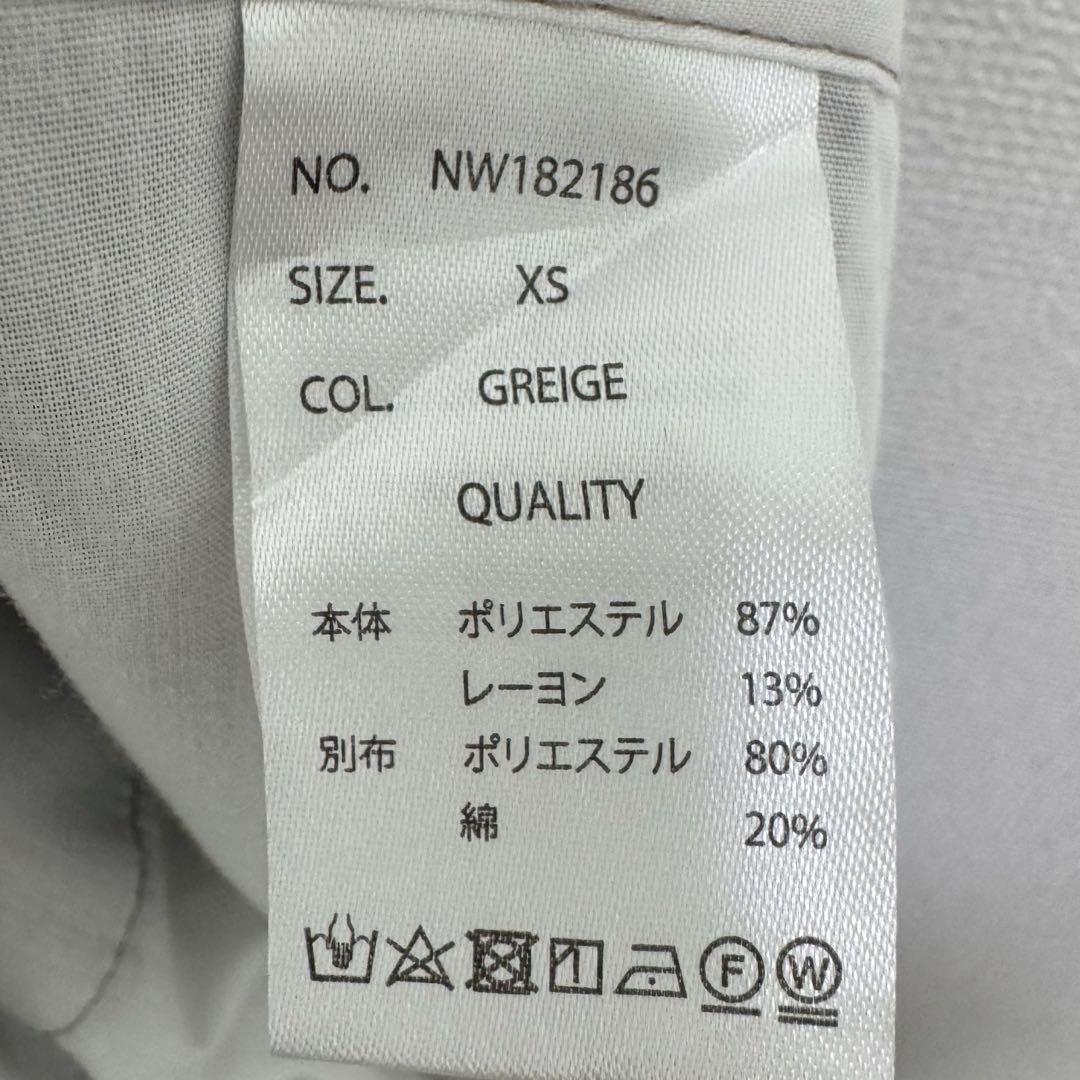 NO. NW182186
SIZE. XS
COL. GREIGE
QUALITY
本体 ポリエステル 87%
レーヨン 13%
別布 ポリエステル 80%
綿 20%
F W